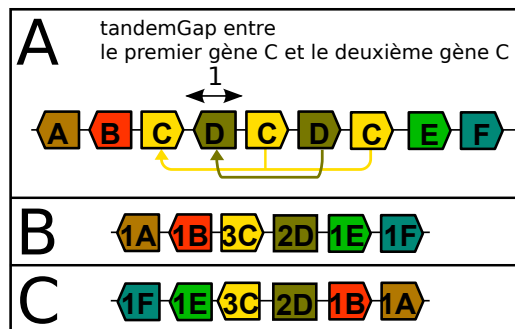 A
tandemGap entre
le premier gène C et le deuxième gène C
1
A B C D C D C E F
B
1A 1B 3C 2D 1E 1F
C
1F 1E 3C 2D 1B 1A